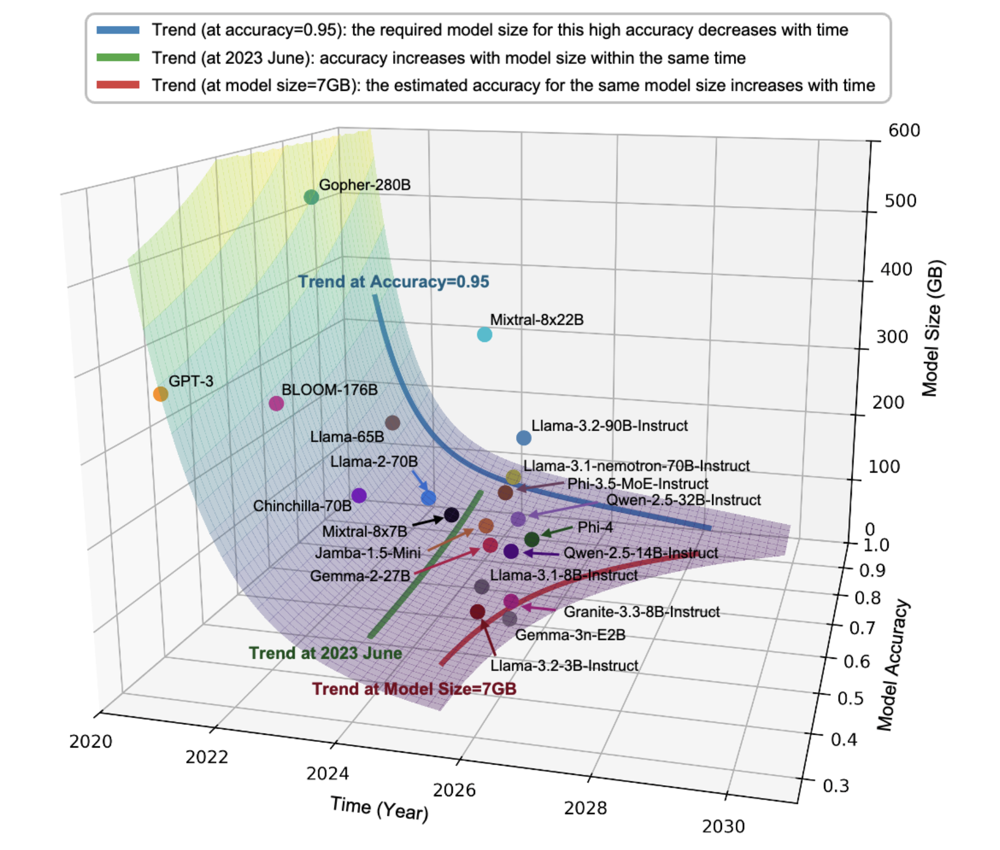 Trend (at accuracy=0.95): the required model size for this high accuracy decreases with time
Trend (at 2023 June): accuracy increases with model size within the same time
Trend (at model size=7GB): the estimated accuracy for the same model size increases with time
600
Gopher-280B
500
400
Trend at Accuracy=0.95
Mixtral-8x22B
300
Model Size (GB)
GPT-3
BLOOM-176B
200
Llama-65B
Llama-3.2-90B-Instruct
Llama-2-70B
Llama-3.1-nemotron-70B-Instruct
100
Phi-3.5-MoE-Instruct
Chinchilla-70B
Qwen-2.5-32B-Instruct
Mixtral-8x7B
Phi-4
0
1.0
Jamba-1.5-Mini
Qwen-2.5-14B-Instruct
Gemma-2-27B
Llama-3.1-8B-Instruct
0.9
0.8
Granite-3.3-8B-Instruct
0.7
Gemma-3n-E2B
Trend at 2023 June
Llama-3.2-3B-Instruct
0.6
Model Accuracy
Trend at Model Size=7GB
0.5
0.4
0.3
2020
2022
2024
2026
2028
2030
Time (Year)